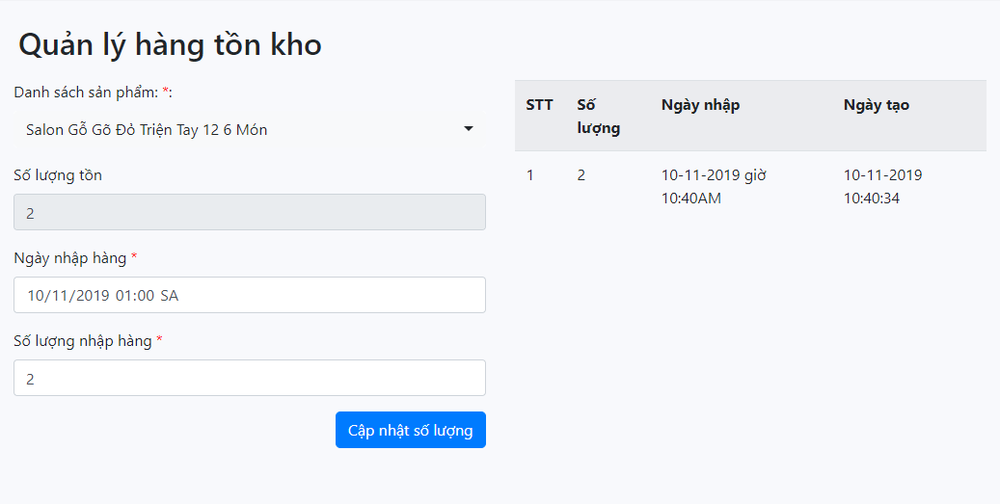 Quản lý hàng tồn kho
Danh sách sản phẩm: *:
Salon Gỗ Gõ Đỏ Triện Tay 12 6 Món
Số lượng tồn
2
Ngày nhập hàng *
10/11/2019 01:00 SA
Số lượng nhập hàng *
2
Cập nhật số lượng
STT Số lượng Ngày nhập Ngày tạo
1 2 10-11-2019 giờ 10:40AM 10-11-2019 10:40:34